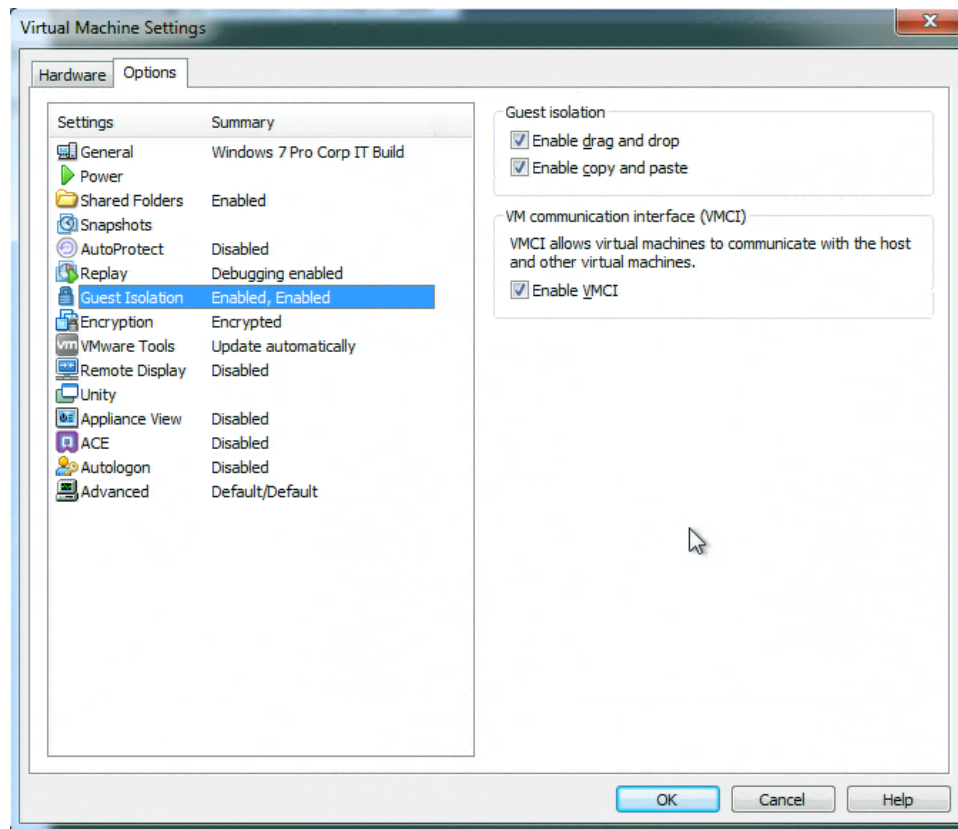 Virtual Machine Settings
Hardware
Options
Settings Summary
General Windows 7 Pro Corp IT Build
Power
Shared Folders Enabled
Snapshots
AutoProtect Disabled
Replay Debugging enabled
Guest Isolation Enabled, Enabled
Encryption Encrypted
vm VMware Tools Update automatically
Remote Display Disabled
Unity
Appliance View Disabled
ACE Disabled
Autologon Disabled
Advanced Default/Default
Guest isolation
Enable drag and drop
Enable copy and paste
VM communication interface (VMCI)
VMCI allows virtual machines to communicate with the host
and other virtual machines.
Enable VMCI
OK Cancel Help